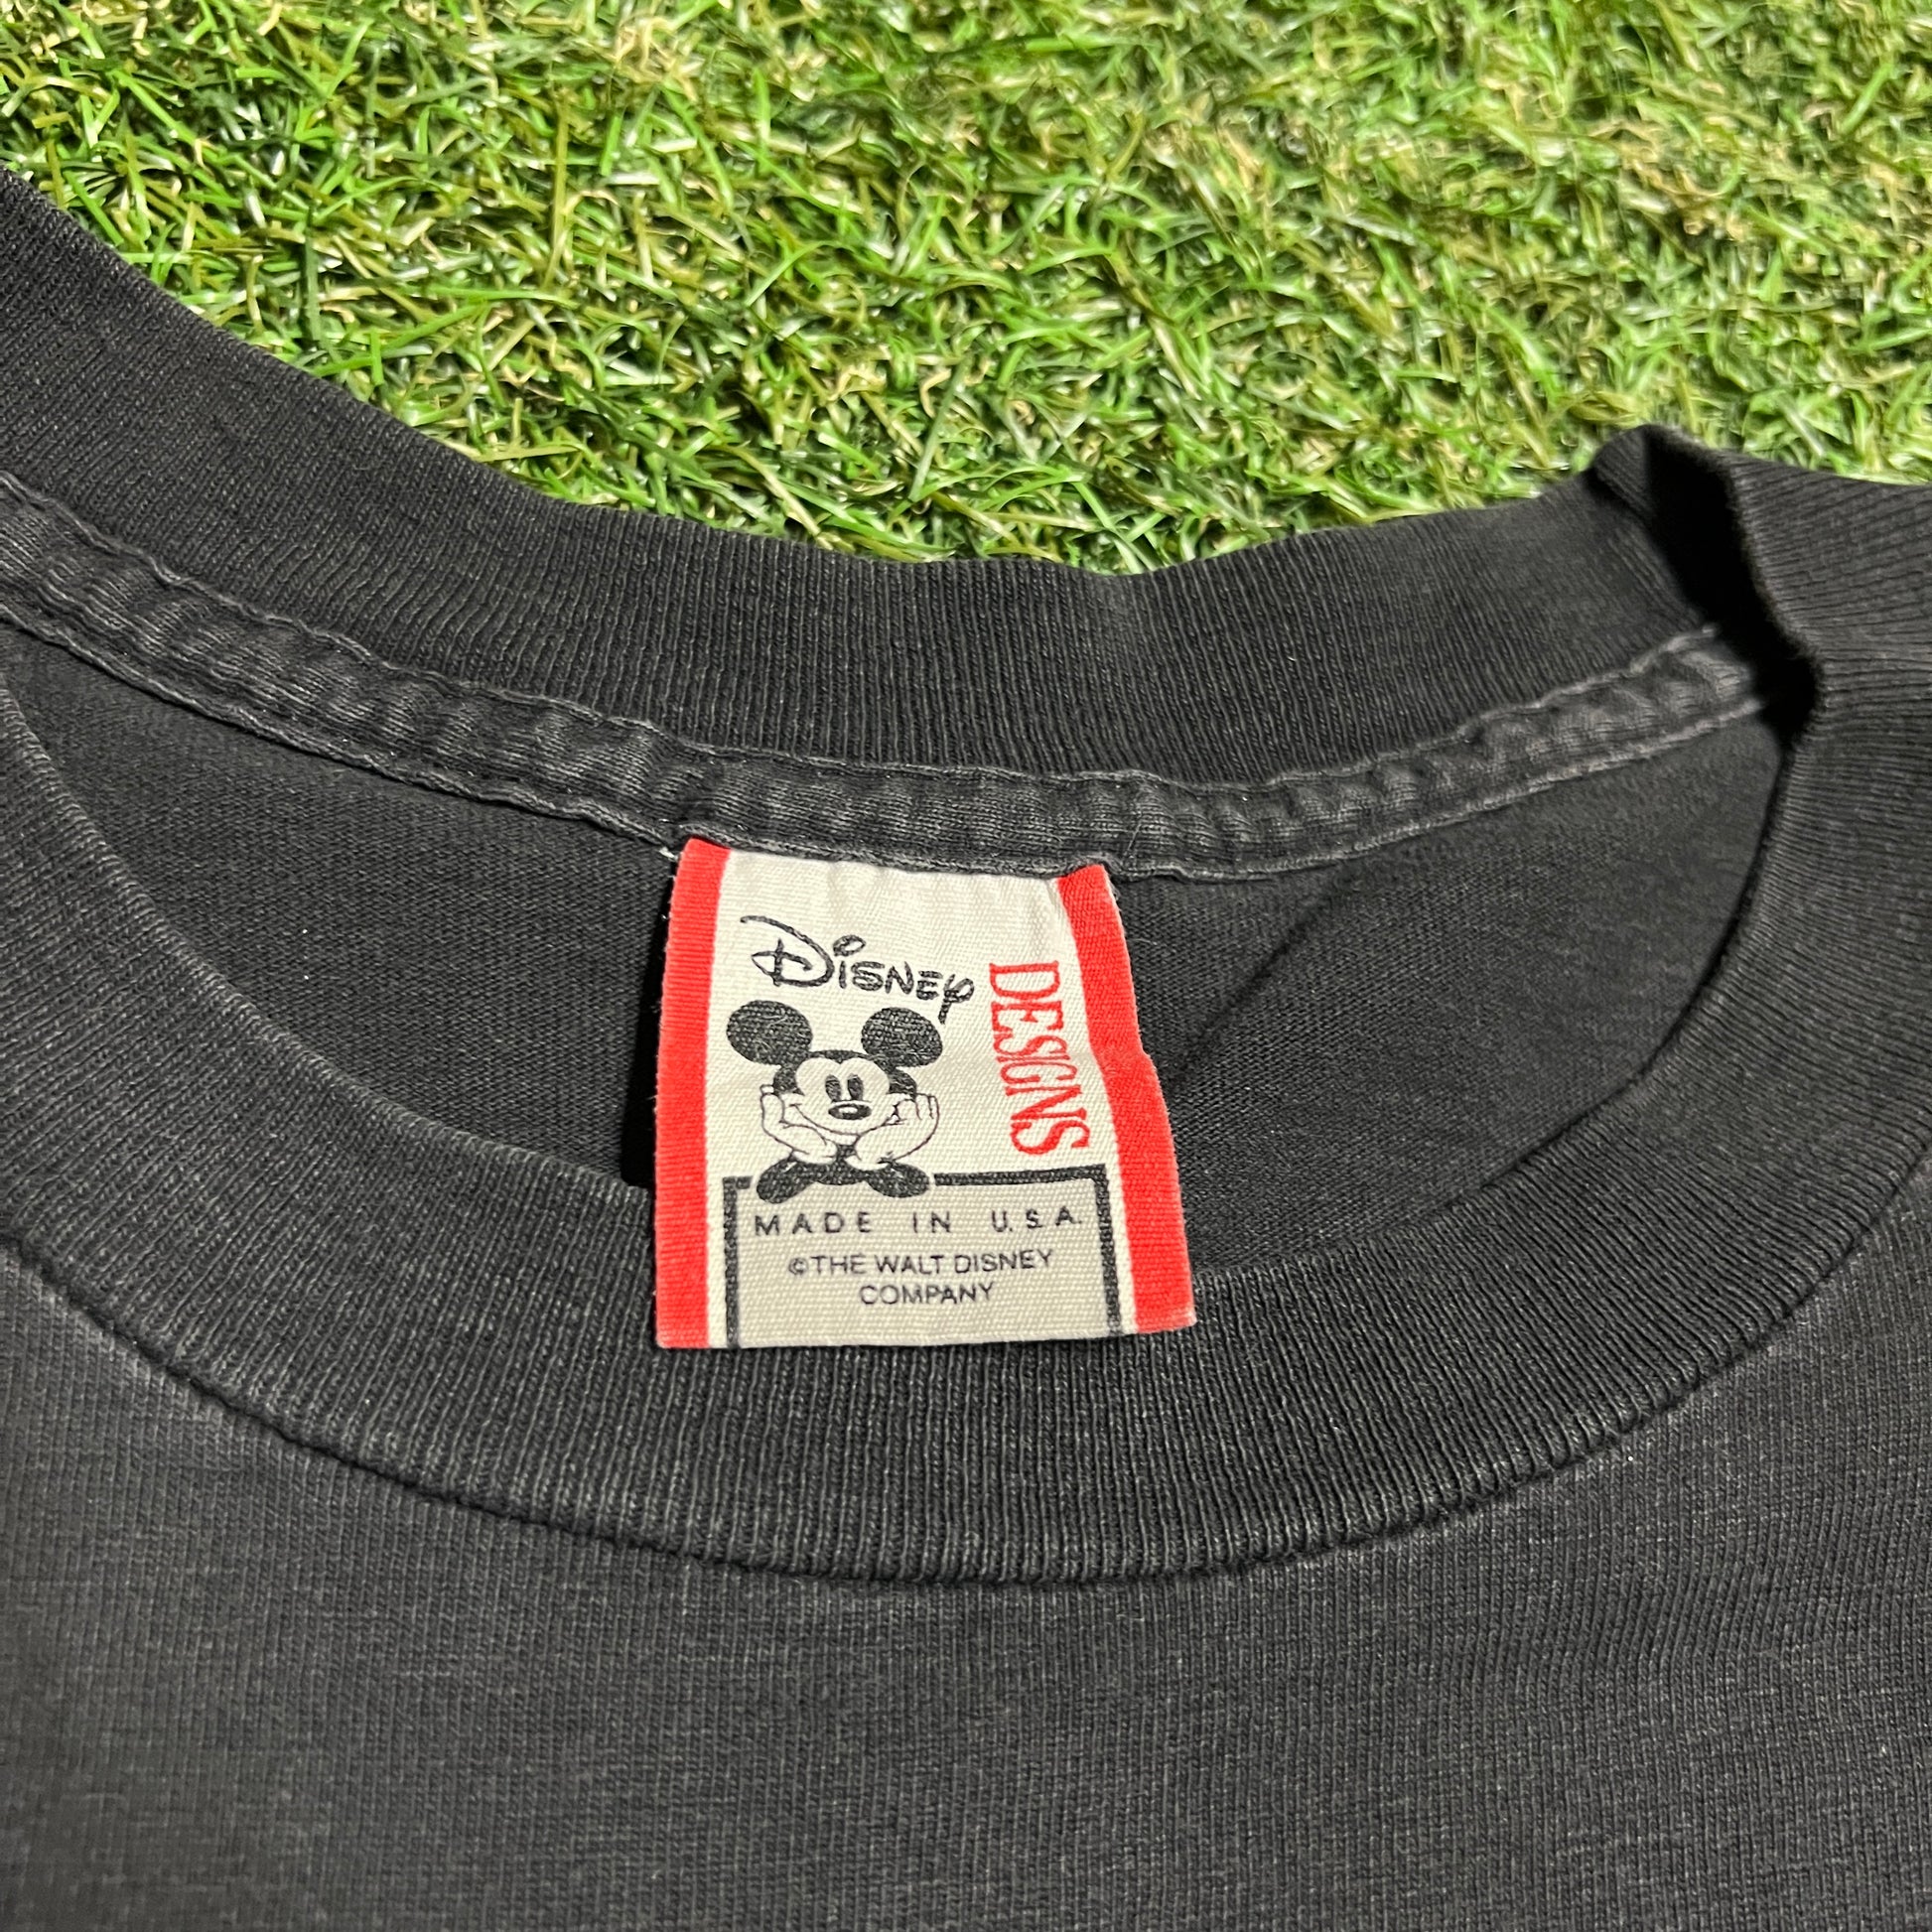 Disney
DESIGNS
MADE IN U.S.A.
©THE WALT DISNEY
COMPANY